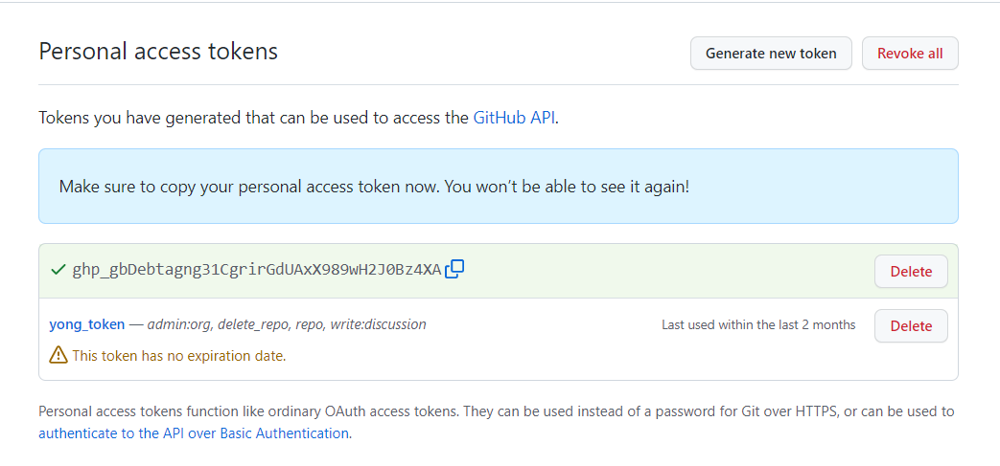 Personal access tokens
Generate new token
Revoke all
Tokens you have generated that can be used to access the GitHub API.
Make sure to copy your personal access token now. You won’t be able to see it again!
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
Delete
yong_token — admin:org, delete_repo, repo, write:discussion
Last used within the last 2 months
Delete
This token has no expiration date.
Personal access tokens function like ordinary OAuth access tokens. They can be used instead of a password for Git over HTTPS, or can be used to
authenticate to the API over Basic Authentication.